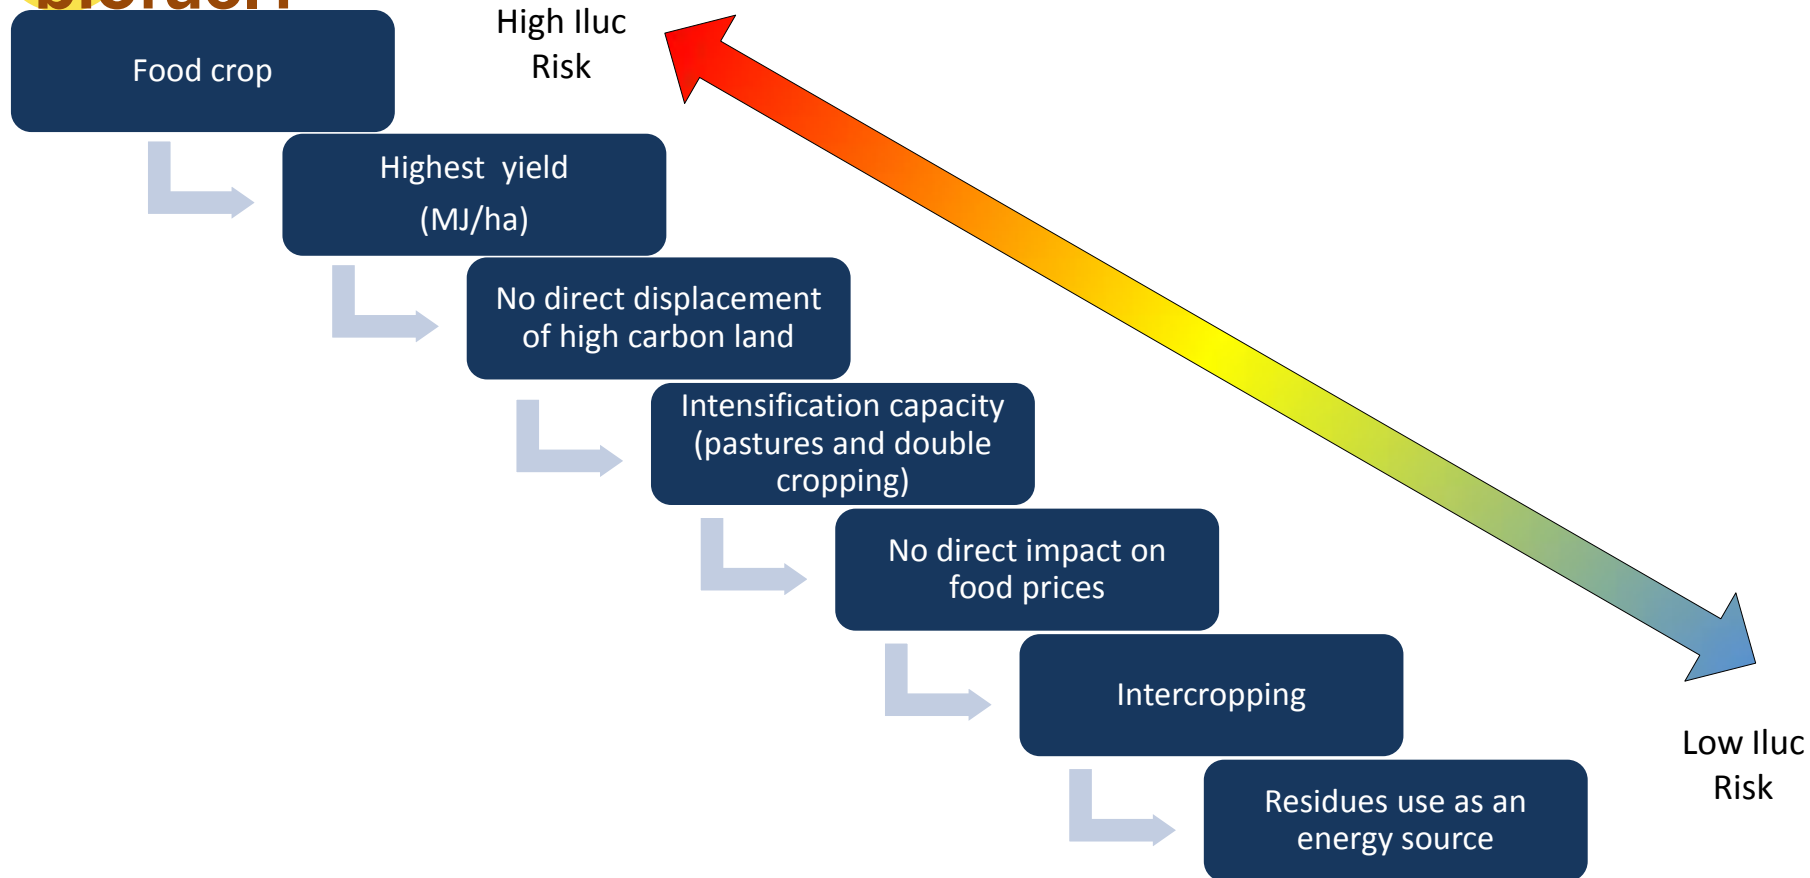 High Iluc
Risk
Food crop
Highest yield
(MJ/ha)
No direct displacement
of high carbon land
Intensification capacity
(pastures and double
cropping)
No direct impact on
food prices
Intercropping
Low Iluc
Risk
Residues use as an
energy source